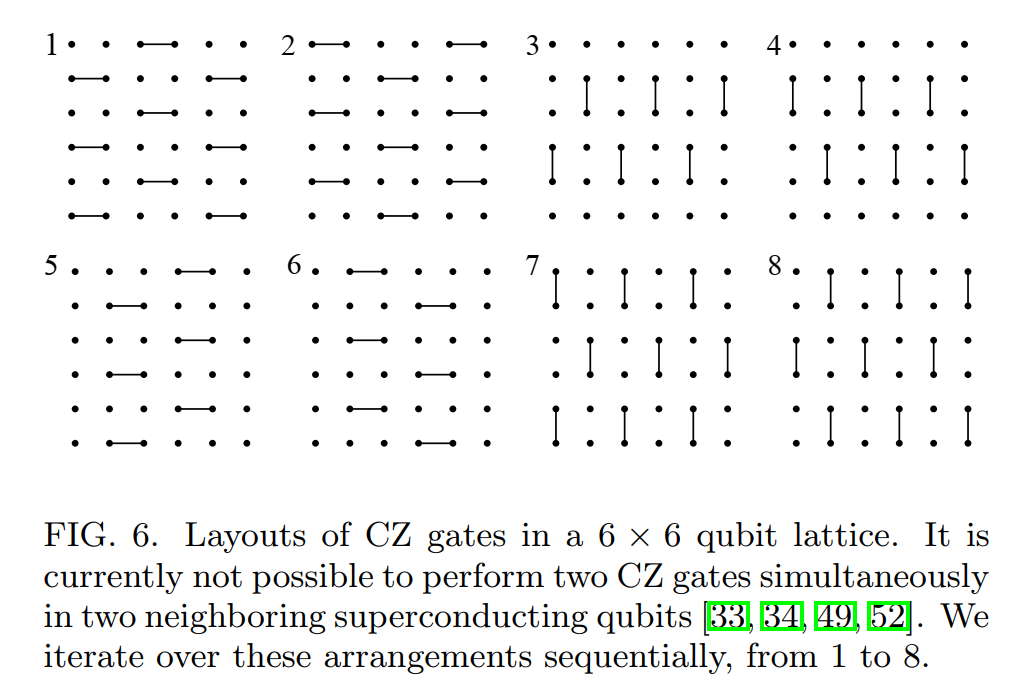 1 2 3 4
5 6 7 8
FIG. 6. Layouts of CZ gates in a 6 × 6 qubit lattice. It is
currently not possible to perform two CZ gates simultaneously
in two neighboring superconducting qubits [33, 34, 49, 52]. We
iterate over these arrangements sequentially, from 1 to 8.